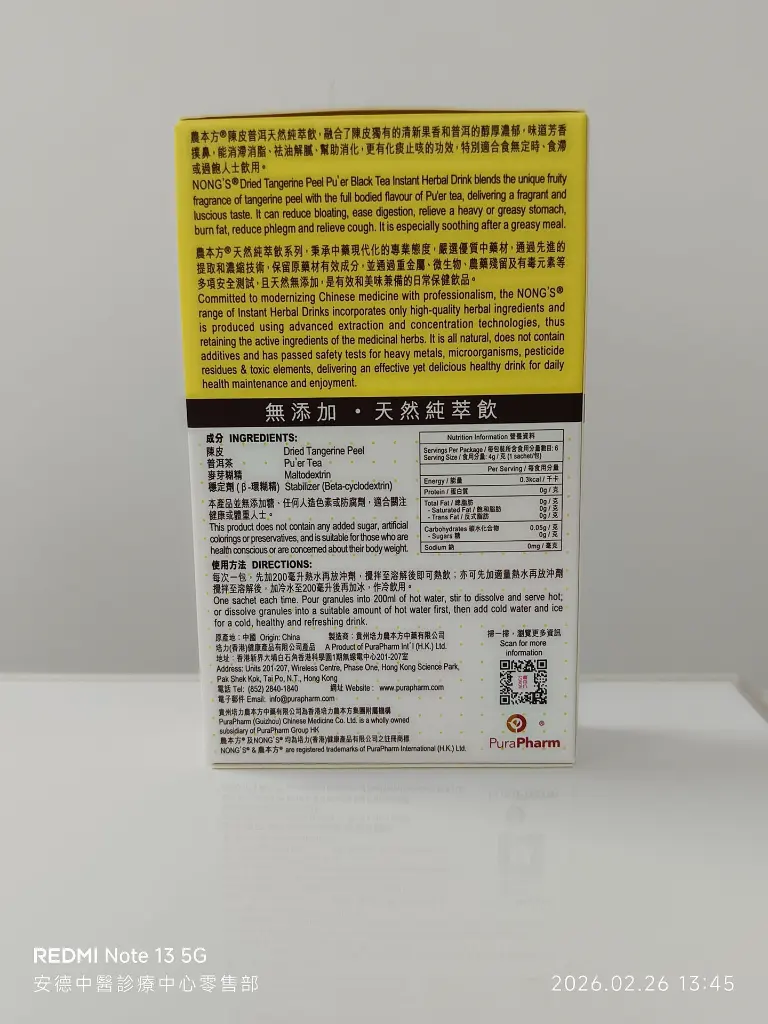 農本方®陳皮普洱天然純萃飲，融合了陳皮獨有的清新果香和普洱的醇厚濃郁，味道芳香
撲鼻，能消滯消脂、祛油解膩、幫助消化，更有化痰止咳的功效，特別適合食無定時、食滯
或過飽人士飲用。
NONG'S® Dried Tangerine Peel Pu'er Black Tea Instant Herbal Drink blends the unique fruity
fragrance of tangerine peel with the full bodied flavour of Pu'er tea, delivering a fragrant and
luscious taste. It can reduce bloating, ease digestion, relieve a heavy or greasy stomach,
burn fat, reduce phlegm and relieve cough. It is especially soothing after a greasy meal.
農本方®天然純萃飲系列，秉承中藥現代化的專業態度，嚴選優質中藥材，通過先進的
提取和濃縮技術，保留原藥材有效成分，並通過重金屬、微生物、農藥殘留及有毒元素等
多項安全測試，且天然無添加，是有效和美味兼備的日常保健飲品。
Committed to modernizing Chinese medicine with professionalism, the NONG'S®
range of Instant Herbal Drinks incorporates only high-quality herbal ingredients and
is produced using advanced extraction and concentration technologies, thus
retaining the active ingredients of the medicinal herbs. It is all natural, does not contain
additives and has passed safety tests for heavy metals, microorganisms, pesticide
residues & toxic elements, delivering an effective yet delicious healthy drink for daily
health maintenance and enjoyment.
無添加・天然純萃飲
成分 INGREDIENTS:
陳皮 Dried Tangerine Peel
普洱茶 Pu'er Tea
麥芽糊精 Maltodextrin
穩定劑 (β-環糊精) Stabilizer (Beta-cyclodextrin)
本產品並無添加糖、任何人造色素或防腐劑，適合關注
健康或體重人士。
This product does not contain any added sugar, artificial
colorings or preservatives, and is suitable for those who are
health conscious or are concerned about their body weight.
Nutrition Information 營養資料
Servings Per Package / 每包裝所含食用分量數目: 6
Serving Size / 食用分量: 4g / 克 (1 sachet/包)
Per Serving / 每食用分量
Energy / 能量 0.3kcal / 千卡
Protein / 蛋白質 0g / 克
Total Fat / 總脂肪 0g / 克
- Saturated Fat / 飽和脂肪 0g / 克
- Trans Fat / 反式脂肪 0g / 克
Carbohydrates 碳水化合物 0.05g / 克
- Sugars 糖 0g / 克
Sodium 鈉 0mg / 毫克
使用方法 DIRECTIONS:
每次一包，先加200毫升熱水再放沖劑，攪拌至溶解後即可熱飲；亦可先加適量熱水再放沖劑
攪拌至溶解後，加冷水至200毫升後再加冰，作冷飲用。
One sachet each time. Pour granules into 200ml of hot water, stir to dissolve and serve hot;
or dissolve granules into a suitable amount of hot water first, then add cold water and ice
for a cold, healthy and refreshing drink.
原產地：中國 Origin: China 製造商：貴州培力農本方中藥有限公司
培力(香港)健康產品有限公司產品 A Product of PuraPharm Int'l (H.K.) Ltd.
地址：香港新界大埔白石角香港科學園1期無線電中心201-207室
Address: Units 201-207, Wireless Centre, Phase One, Hong Kong Science Park,
Pak Shek Kok, Tai Po, N.T., Hong Kong
電話 Tel: (852) 2840-1840 網址 Website : www.purapharm.com
電子郵件 Email: info@purapharm.com
貴州培力農本方中藥有限公司為香港培力農本方集團附屬機構
PuraPharm (Guizhou) Chinese Medicine Co. Ltd. is a wholly owned
subsidiary of PuraPharm Group HK
農本方® 及NONG'S® 均為培力(香港)健康產品有限公司之註冊商標
NONG'S® & 農本方® are registered trademarks of PuraPharm International (H.K.) Ltd.
掃一掃，瀏覽更多資訊
Scan for more
information
®
PuraPharm
REDMI Note 13 5G
安德中醫診療中心零售部
2026.02.26 13:45